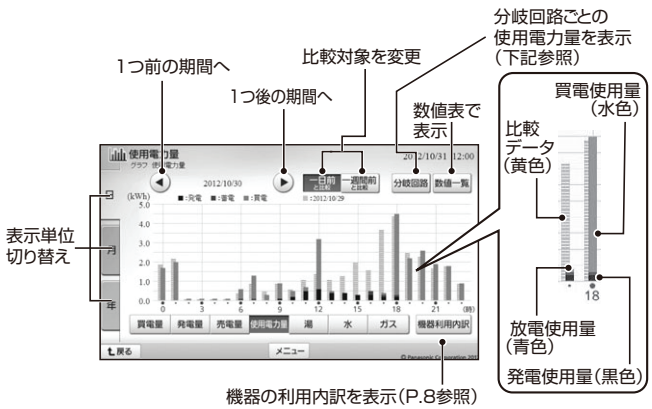 分岐回路ごとの
使用電力量を表示
(下記参照)
比較対象を変更
1つ前の期間へ
1つ後の期間へ
数値表で
表示
買電使用量
(水色)
比較
データ
(黄色)
放電使用量
(青色)
発電使用量(黒色)
18
表示単位
切り替え
使用電力量
グラフ 使用電力量
2012/10/31 12:00
2012/10/30
一日前
と比較
一週間前
と比較
分岐回路
数値一覧
(kWh)
■:発電 ■:蓄電 ■:買電 ■:2012/10/29
5.0
4.0
3.0
2.0
1.0
0.0
0 3 6 9 12 15 18 21 (時)
日
月
年
買電量 発電量 売電量 使用電力量 湯 水 ガス 機器利用内訳
戻る
メニュー
© Panasonic Corporation 201
機器の利用内訳を表示(P.8参照)